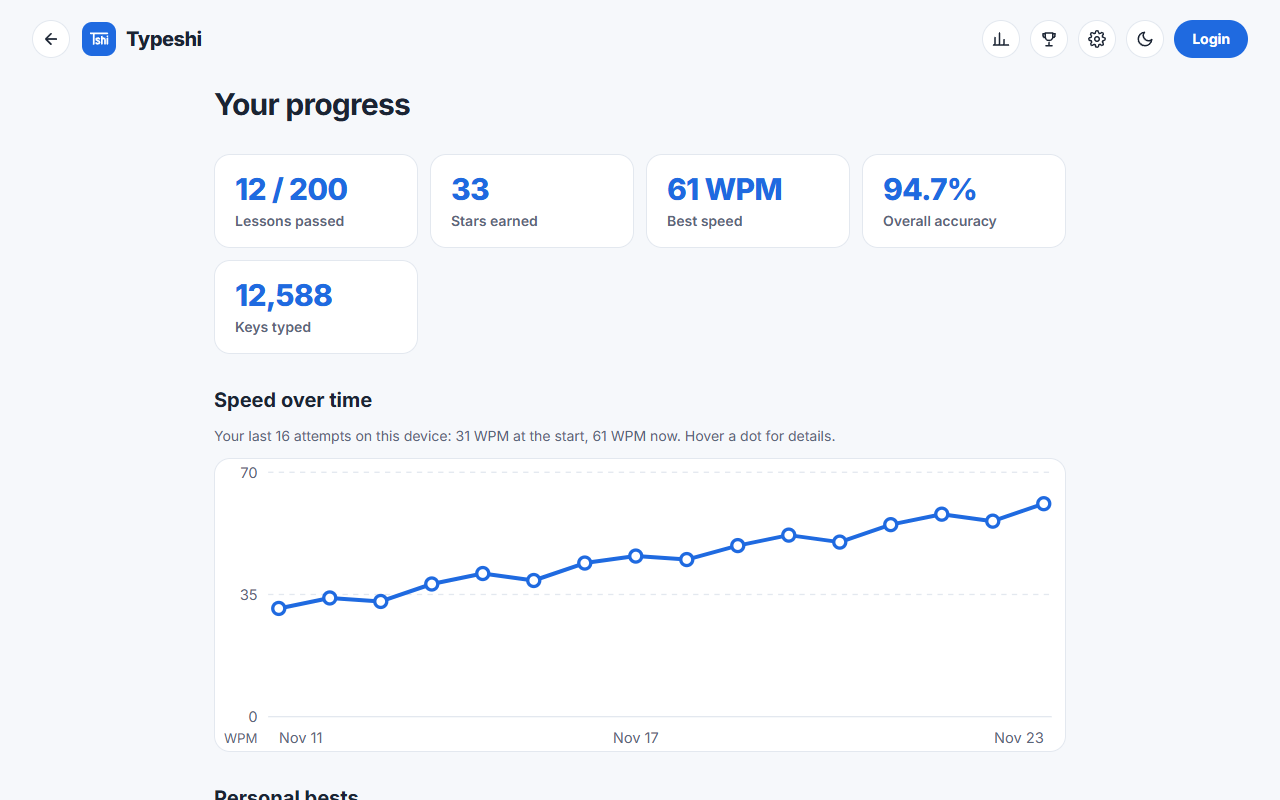 Tshi Typeshi
Login
Your progress
12 / 200
Lessons passed
33
Stars earned
61 WPM
Best speed
94.7%
Overall accuracy
12,588
Keys typed
Speed over time
Your last 16 attempts on this device: 31 WPM at the start, 61 WPM now. Hover a dot for details.
70
35
0
WPM Nov 11 Nov 17 Nov 23
Personal bests